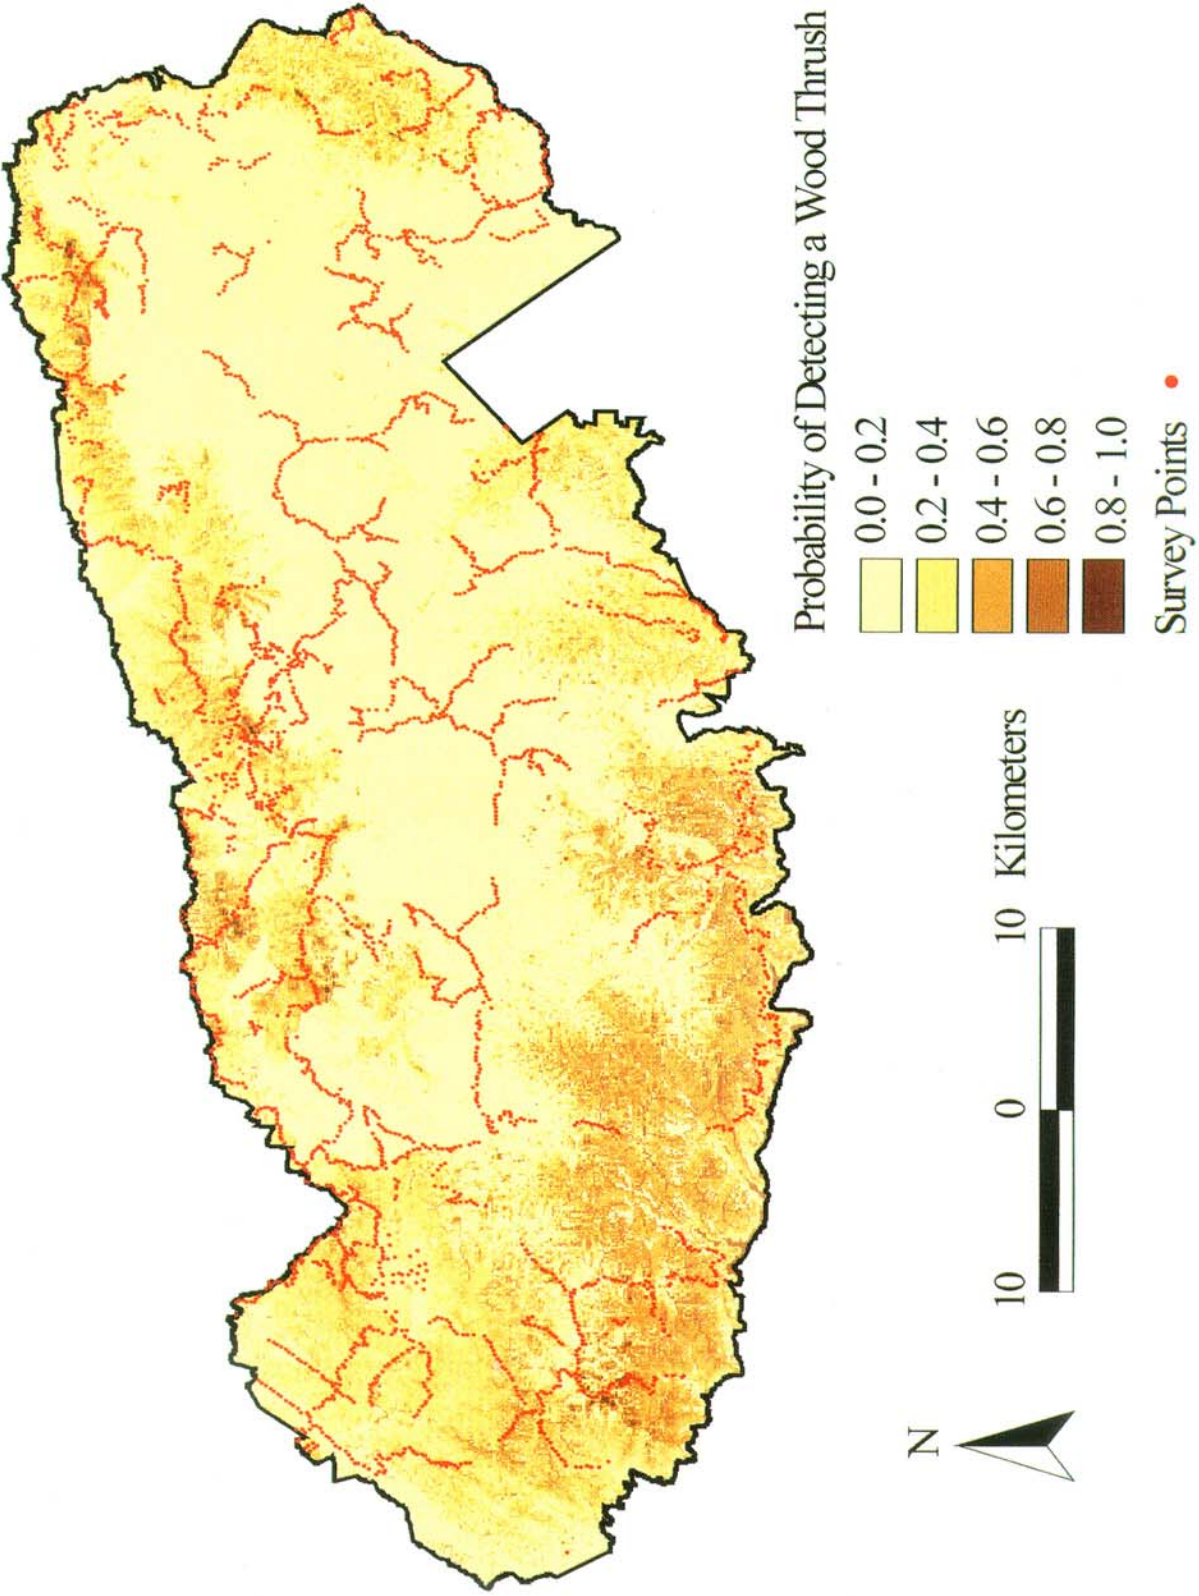 Probability of Detecting a Wood Thrush
0.0 - 0.2
0.2 - 0.4
0.4 - 0.6
0.6 - 0.8
0.8 - 1.0
Survey Points
N
10 0 10 Kilometers